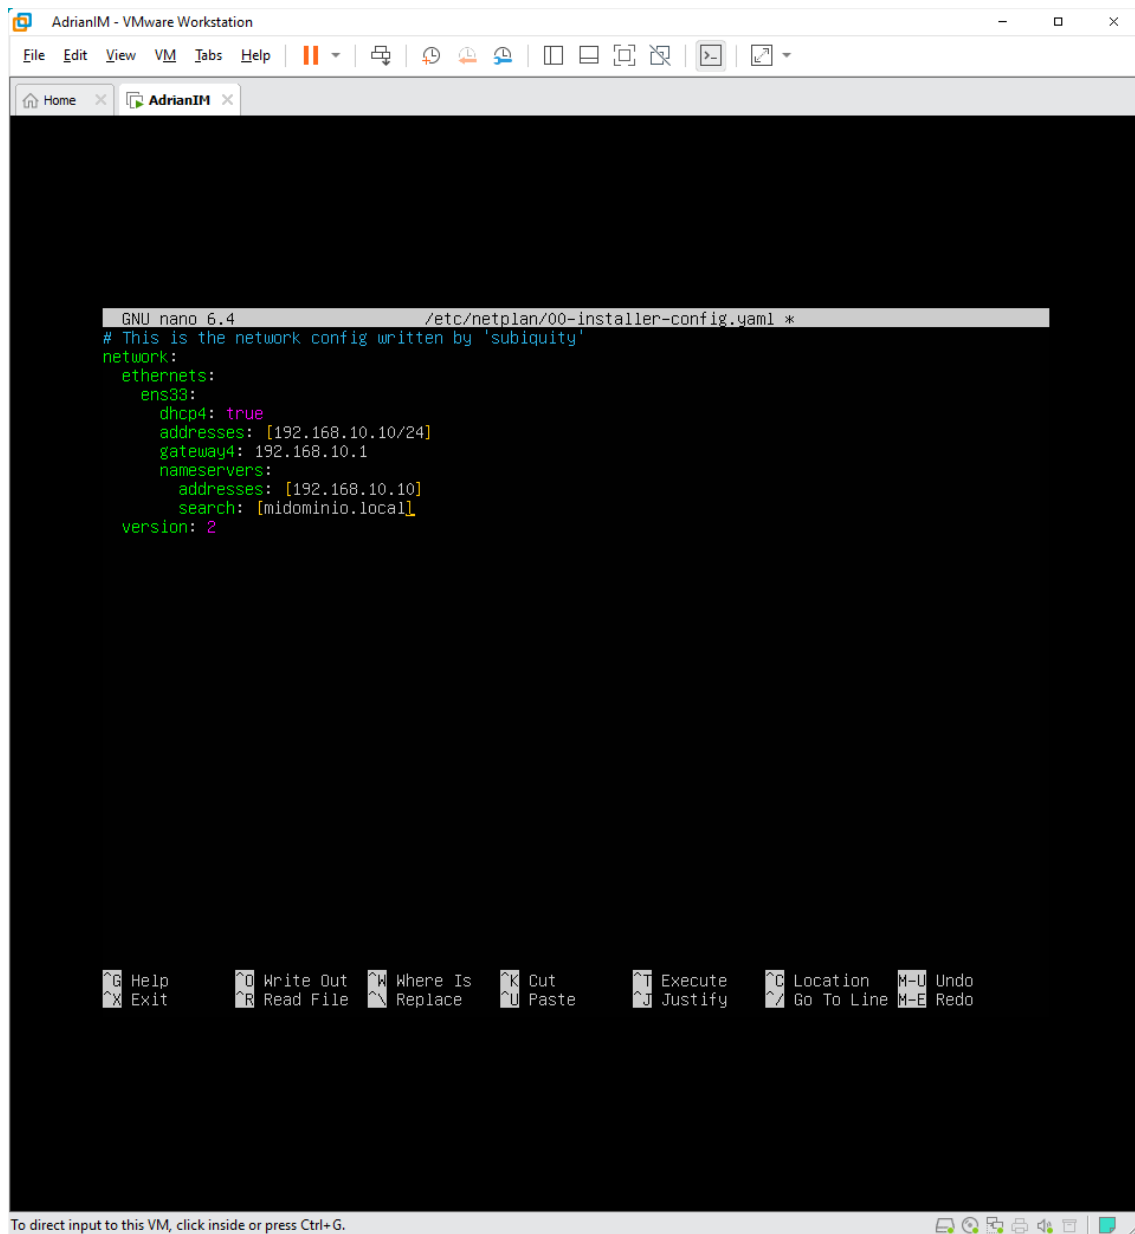 AdrianIM - VMware Workstation
File Edit View VM Tabs Help
Home AdrianIM
GNU nano 6.4 /etc/netplan/00-installer-config.yaml *
# This is the network config written by 'subiquity'
network:
  ethernets:
    ens33:
      dhcp4: true
      addresses: [192.168.10.10/24]
      gateway4: 192.168.10.1
      nameservers:
        addresses: [192.168.10.10]
        search: [midominio.local]
  version: 2
^G Help ^O Write Out ^W Where Is ^K Cut ^T Execute ^C Location M-U Undo
^X Exit ^R Read File ^\ Replace ^U Paste ^J Justify ^/ Go To Line M-E Redo
To direct input to this VM, click inside or press Ctrl+G.